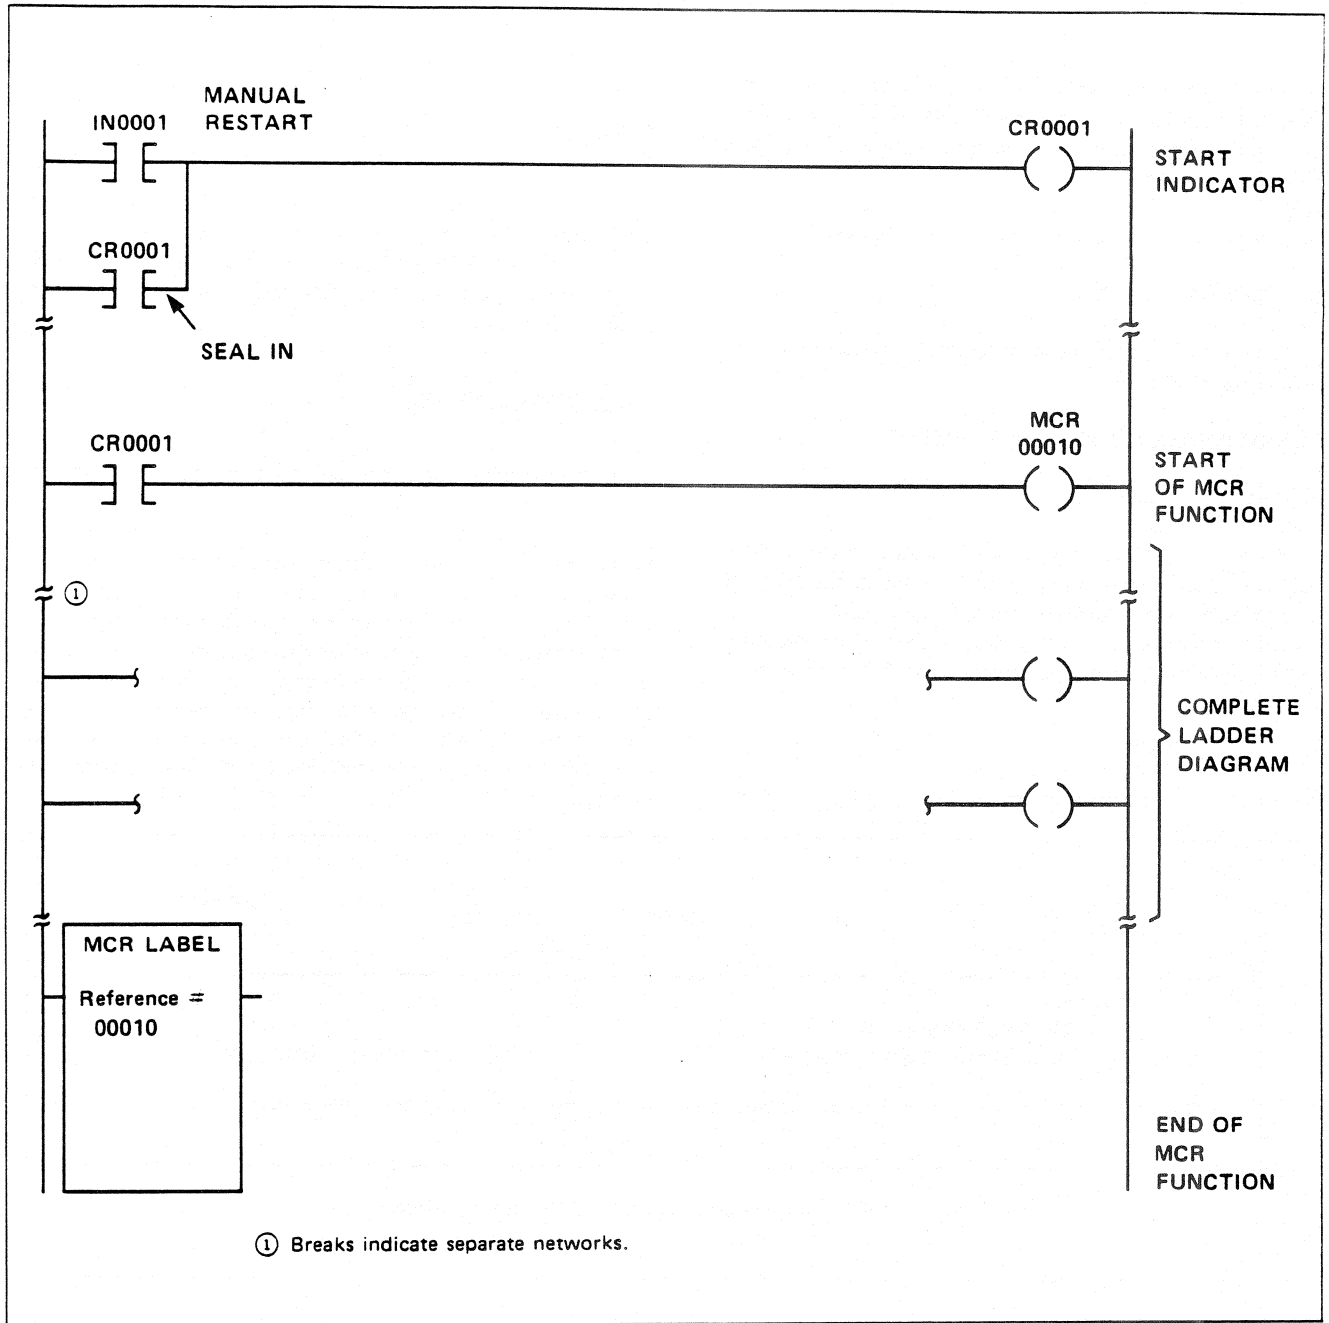 MANUAL
RESTART
IN0001
CR0001
START
INDICATOR
CR0001
SEAL IN
CR0001
MCR
00010
START
OF MCR
FUNCTION
①
COMPLETE
LADDER
DIAGRAM
MCR LABEL
Reference =
00010
END OF
MCR
FUNCTION
① Breaks indicate separate networks.